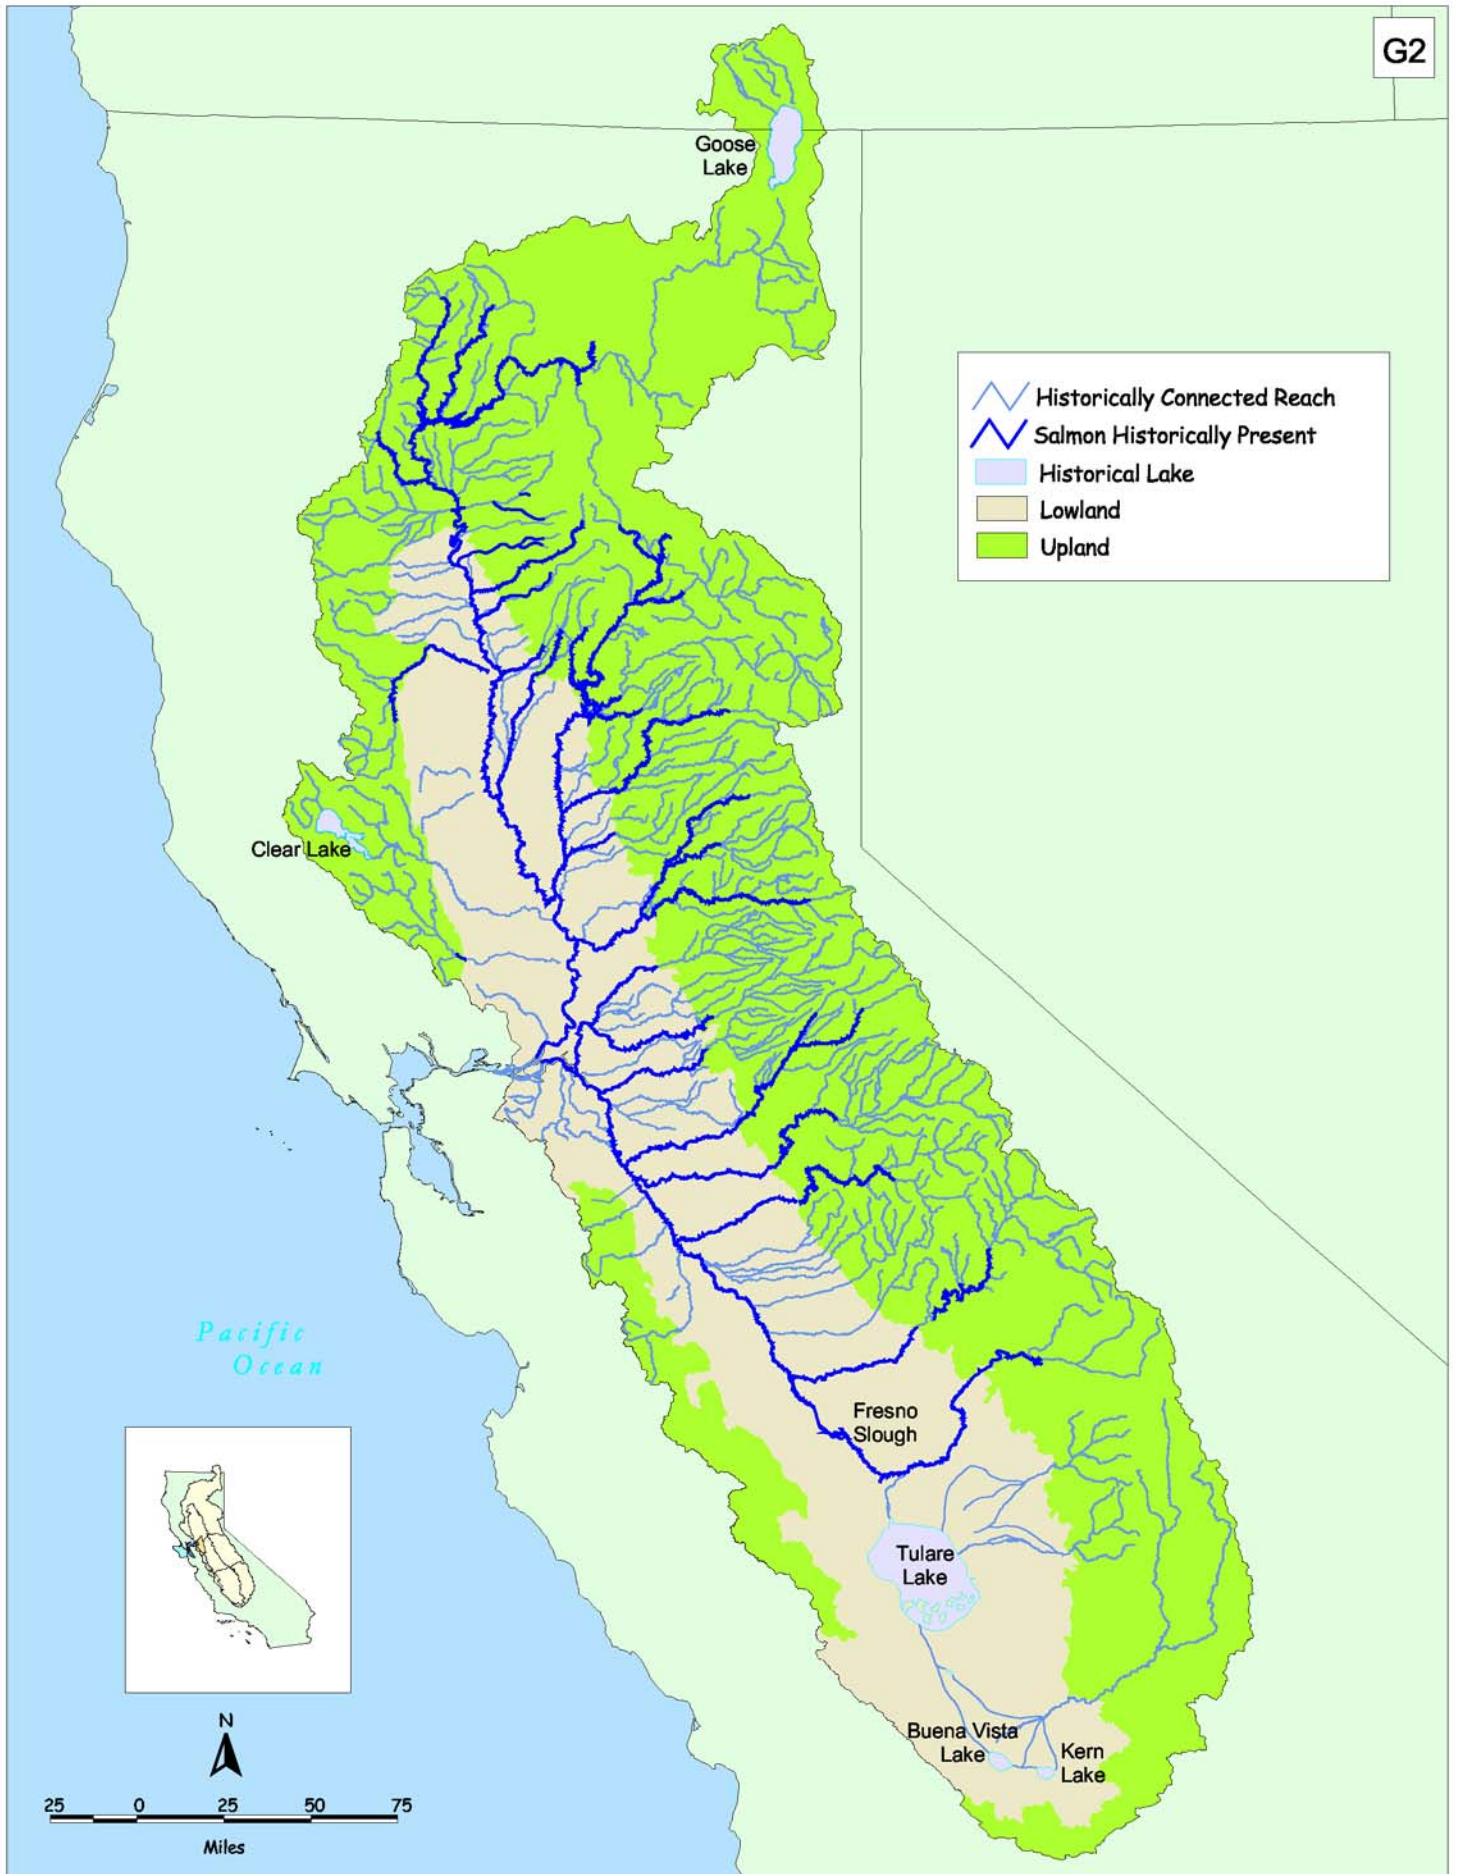 G2
Goose
Lake
Historically Connected Reach
Salmon Historically Present
Historical Lake
Lowland
Upland
Clear Lake
Pacific
Ocean
Fresno
Slough
Tulare
Lake
Buena Vista
Lake
Kern
Lake
N
25 0 25 50 75
Miles